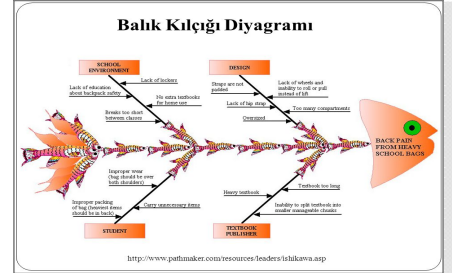 Balık Kılçığı Diyagramı
SCHOOL
ENVIRONMENT
Lack of lockers
Lack of education
about backpack safety
No extra textbooks
for home use
Breaks too short
between classes
DESIGN
Straps are not
padded
Lack of wheels and
inability to roll or pull
instead of lift
Lack of hip strap
Too many compartments
Oversized
BACK PAIN
FROM HEAVY
SCHOOL BAGS
Improper wear
(bag should be over
both shoulders)
Improper packing
of bag (heaviest items
should be in back)
Carry unnecessary items
STUDENT
Textbook too long
Heavy textbook
Inability to split textbook into
smaller manageable chunks
TEXTBOOK
PUBLISHER
http://www.pathmaker.com/resources/leaders/ishikawa.asp